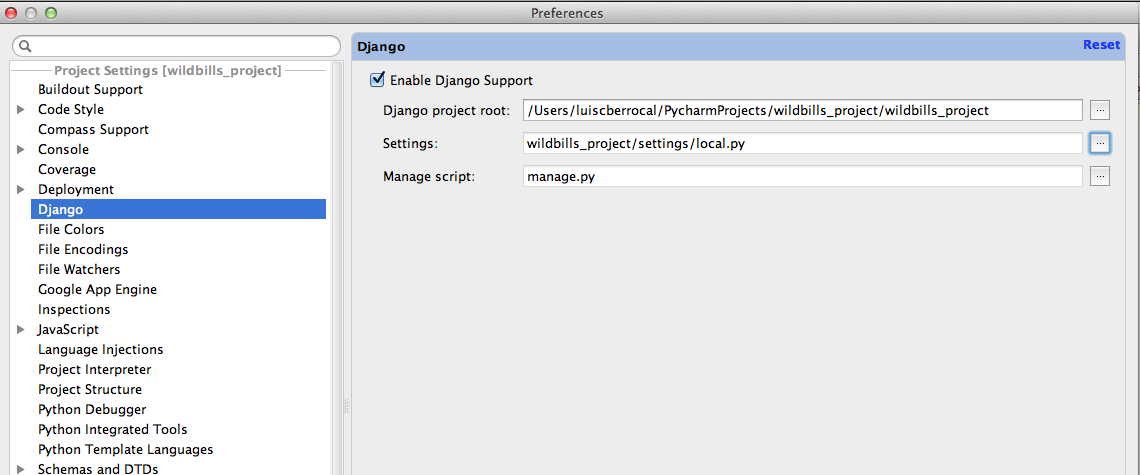 Preferences
Project Settings [wildbills_project]
Buildout Support
Code Style
Compass Support
Console
Coverage
Deployment
Django
File Colors
File Encodings
File Watchers
Google App Engine
Inspections
JavaScript
Language Injections
Project Interpreter
Project Structure
Python Debugger
Python Integrated Tools
Python Template Languages
Schemas and DTDs
Django Reset
Enable Django Support
Django project root: /Users/luiscberrocal/PycharmProjects/wildbills_project/wildbills_project ...
Settings: wildbills_project/settings/local.py ...
Manage script: manage.py ...